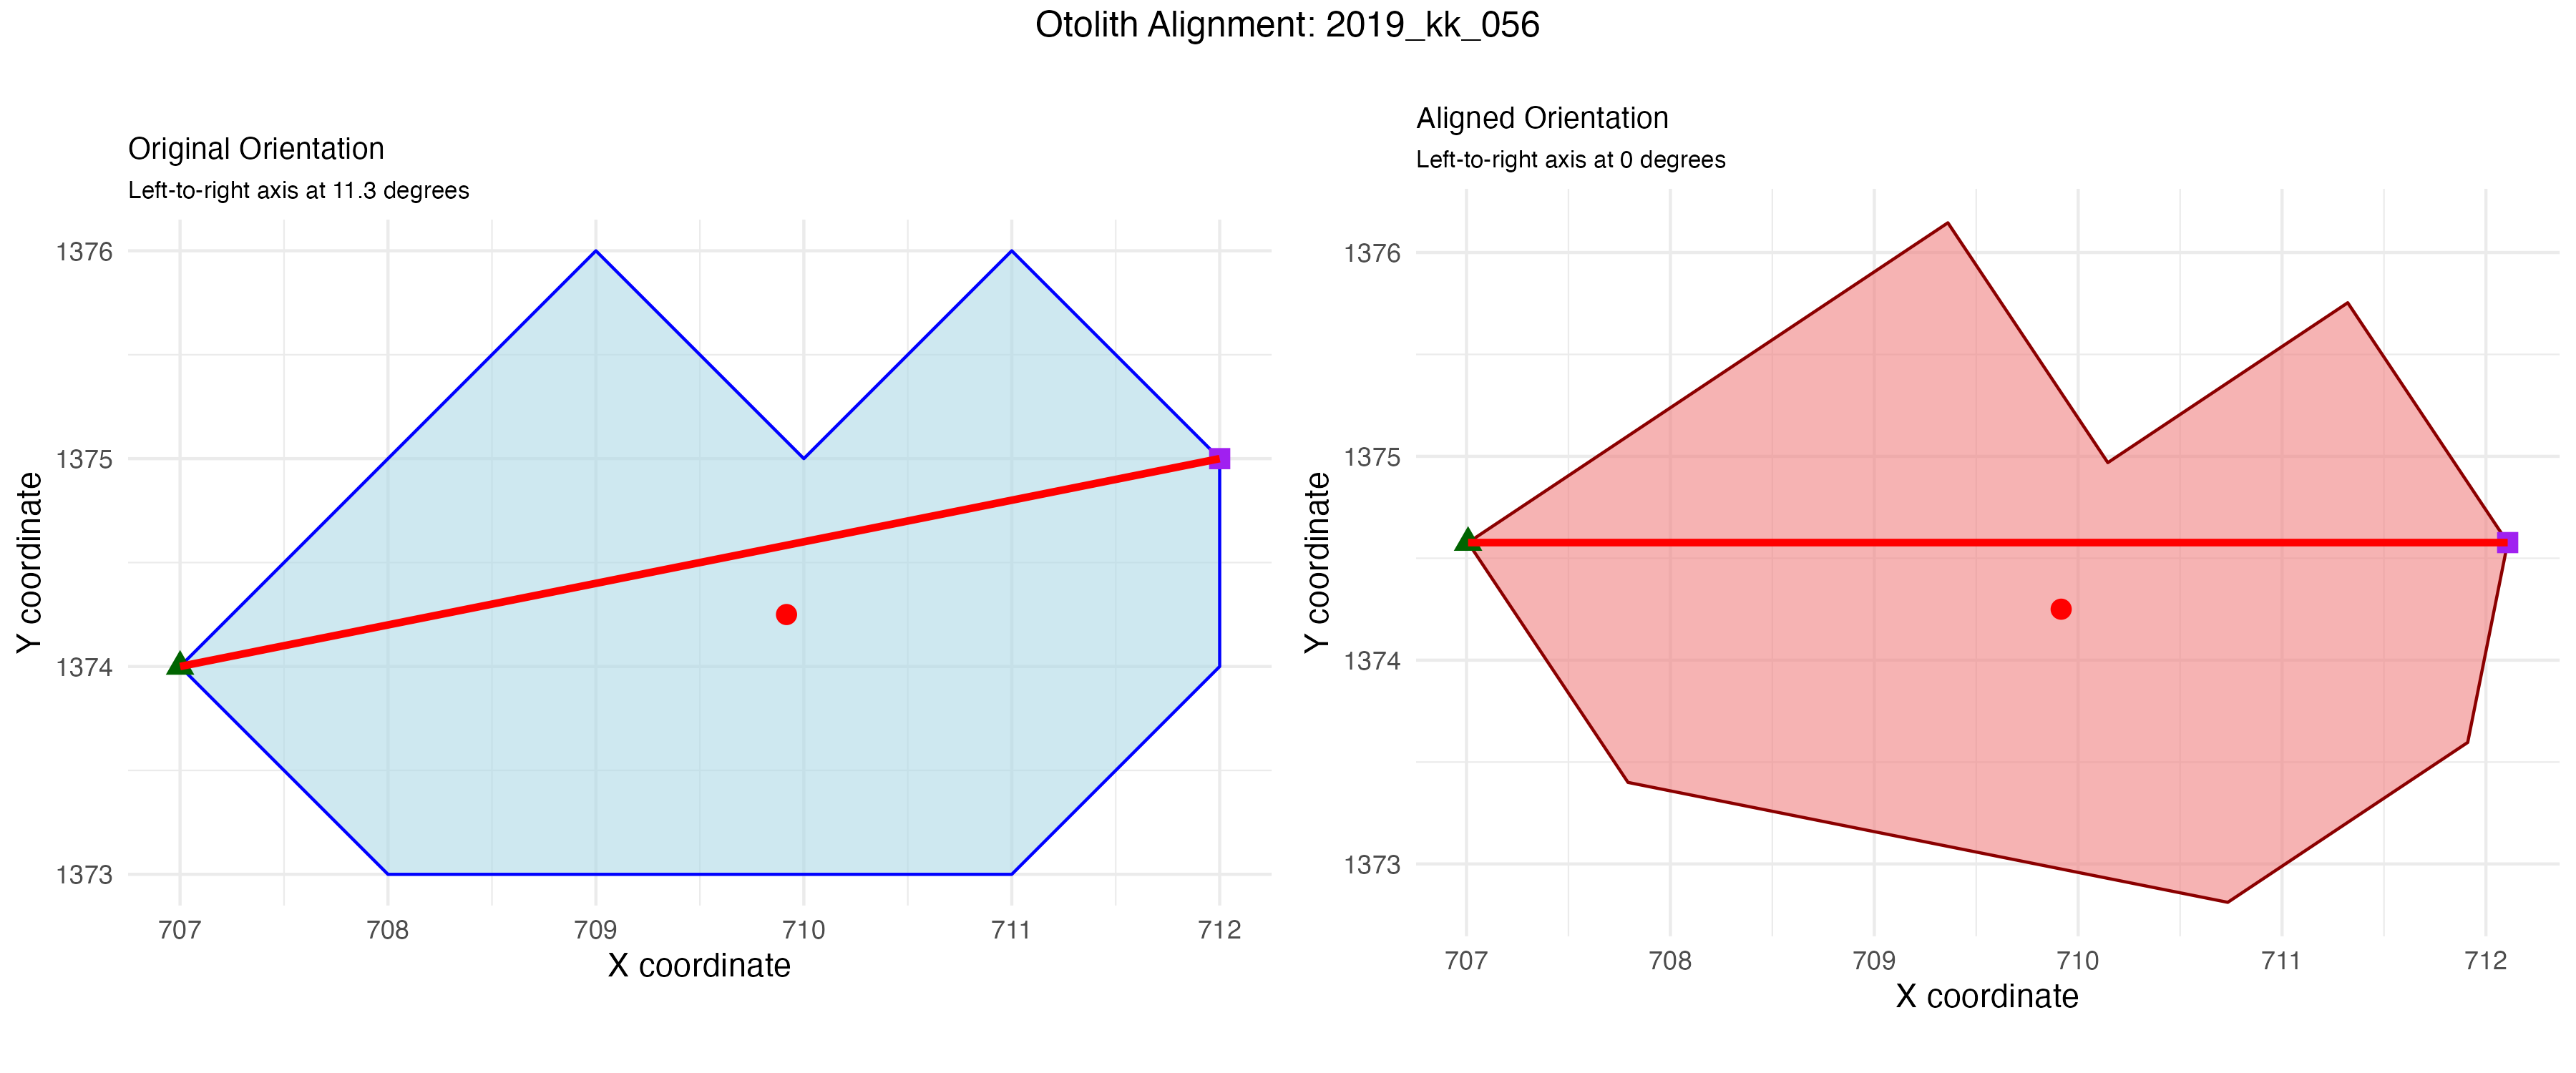 Otolith Alignment: 2019_kk_056
Original Orientation
Left-to-right axis at 11.3 degrees
1376
1375
1374
1373
Y coordinate
707 708 709 710 711 712
X coordinate
Aligned Orientation
Left-to-right axis at 0 degrees
1376
1375
1374
1373
Y coordinate
707 708 709 710 711 712
X coordinate